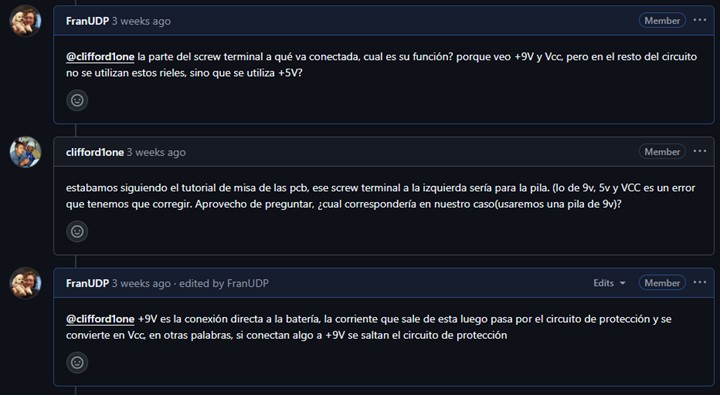 FranUDP 3 weeks ago Member ...
@clifford1one la parte del screw terminal a qué va conectada, cual es su función? porque veo +9V y Vcc, pero en el resto del circuito
no se utilizan estos rieles, sino que se utiliza +5V?
clifford1one 3 weeks ago Member ...
estabamos siguiendo el tutorial de misa de las pcb, ese screw terminal a la izquierda sería para la pila. (lo de 9v, 5v y VCC es un error
que tenemos que corregir. Aprovecho de preguntar, ¿cual correspondería en nuestro caso(usaremos una pila de 9v)?
FranUDP 3 weeks ago · edited by FranUDP Edits Member ...
@clifford1one +9V es la conexión directa a la batería, la corriente que sale de esta luego pasa por el circuito de protección y se
convierte en Vcc, en otras palabras, si conectan algo a +9V se saltan el circuito de protección